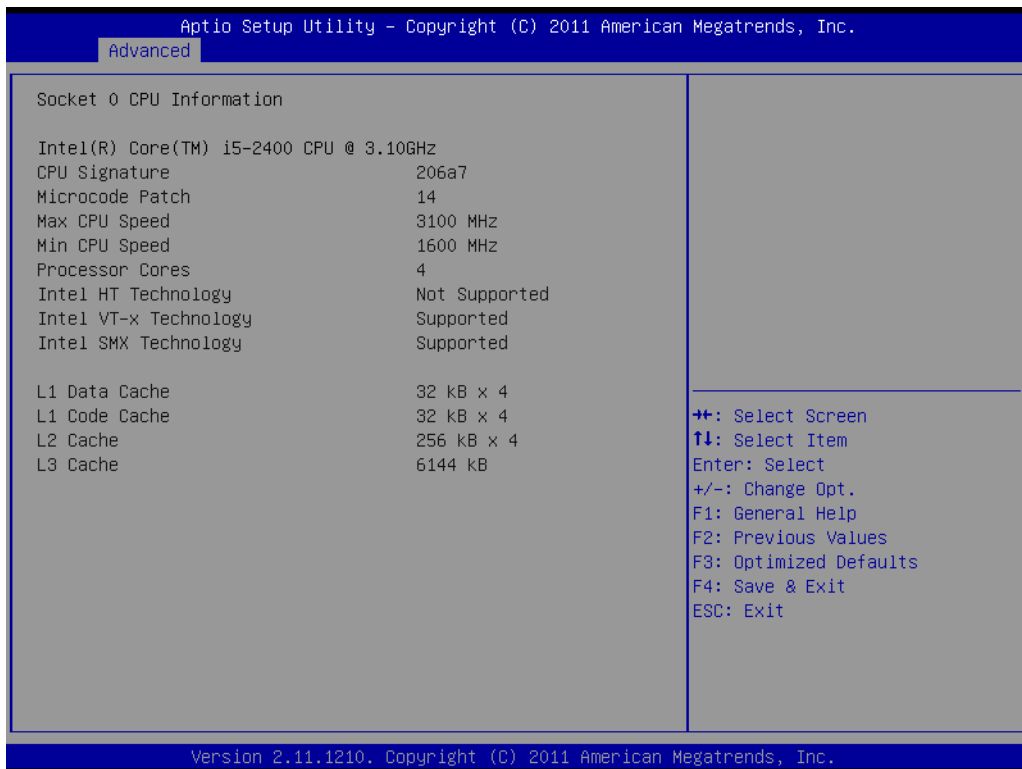 Aptio Setup Utility – Copyright (C) 2011 American Megatrends, Inc.
Advanced
Socket 0 CPU Information
Intel(R) Core(TM) i5-2400 CPU @ 3.10GHz
CPU Signature 206a7
Microcode Patch 14
Max CPU Speed 3100 MHz
Min CPU Speed 1600 MHz
Processor Cores 4
Intel HT Technology Not Supported
Intel VT-x Technology Supported
Intel SMX Technology Supported
L1 Data Cache 32 kB x 4
L1 Code Cache 32 kB x 4
L2 Cache 256 kB x 4
L3 Cache 6144 kB
→←: Select Screen
↑↓: Select Item
Enter: Select
+/-: Change Opt.
F1: General Help
F2: Previous Values
F3: Optimized Defaults
F4: Save & Exit
ESC: Exit
Version 2.11.1210. Copyright (C) 2011 American Megatrends, Inc.